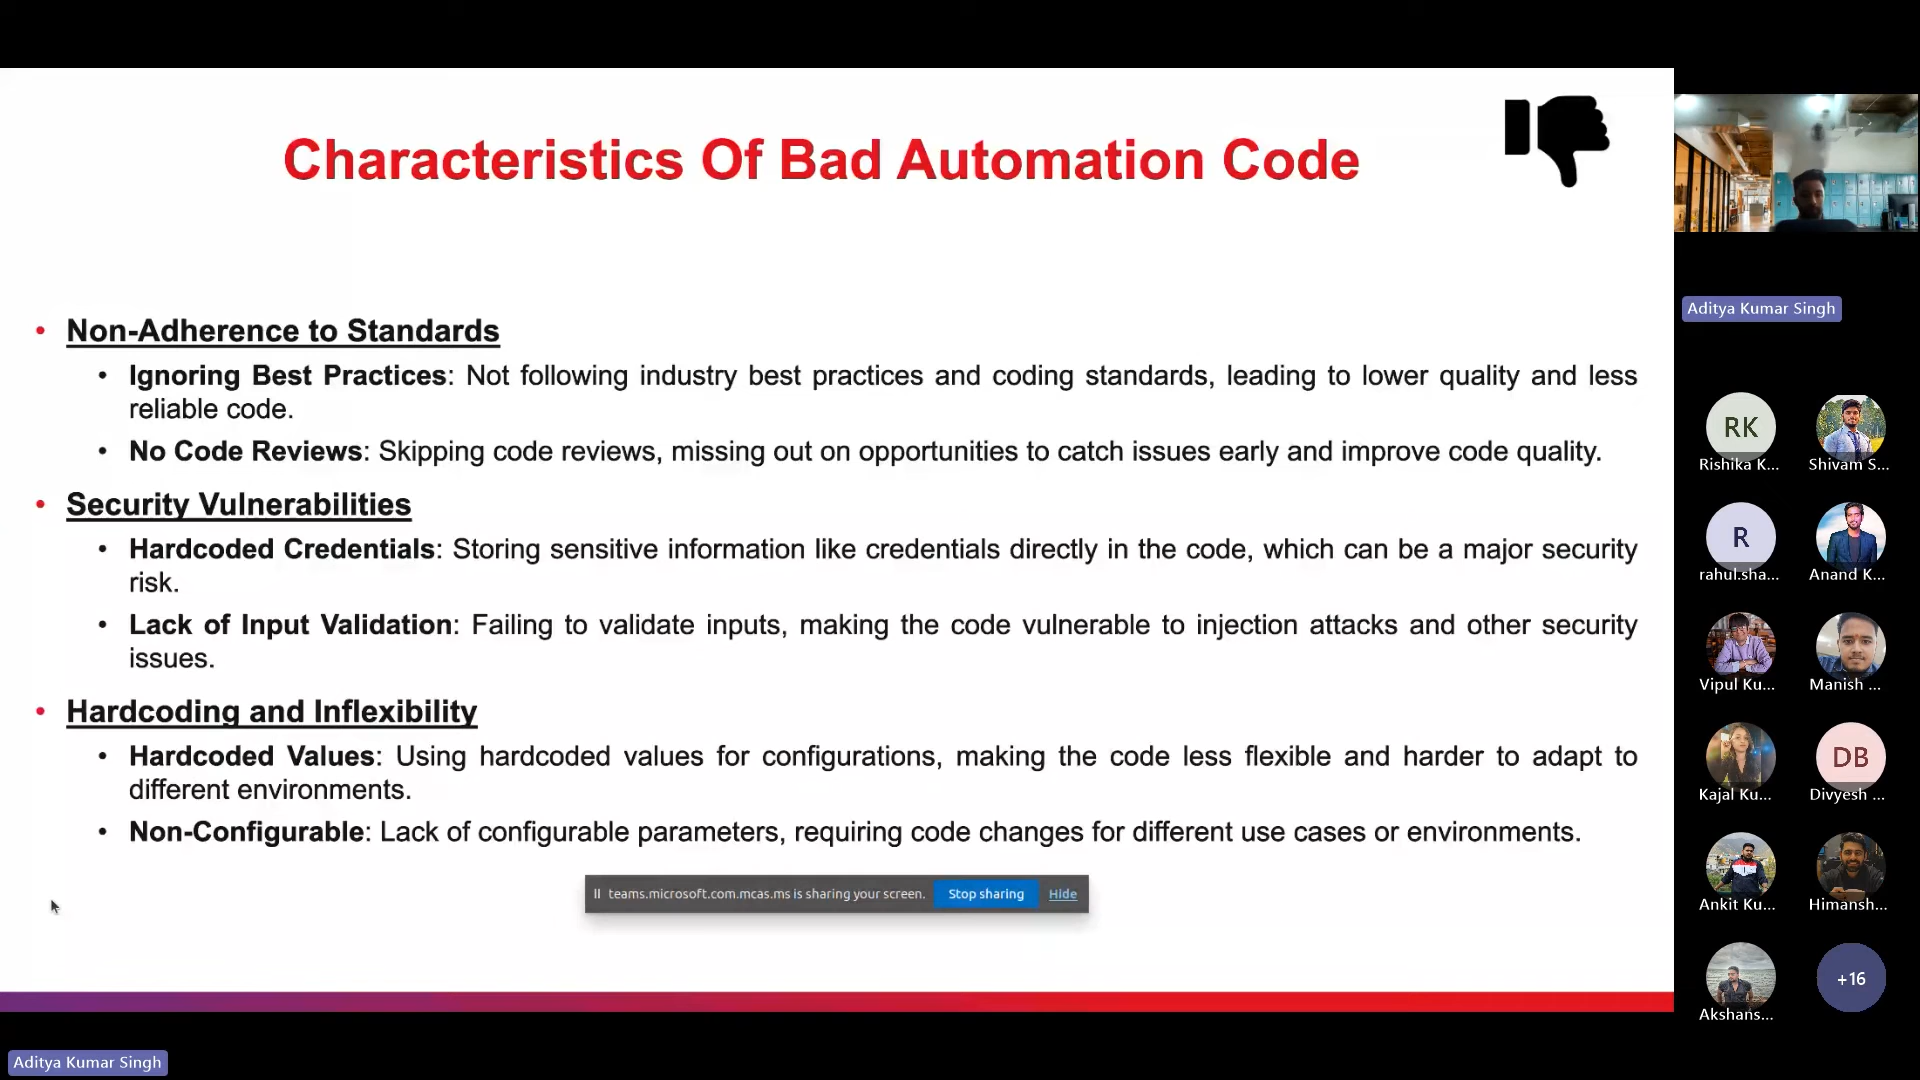 Characteristics Of Bad Automation Code
• Non-Adherence to Standards
• Ignoring Best Practices: Not following industry best practices and coding standards, leading to lower quality and less
reliable code.
• No Code Reviews: Skipping code reviews, missing out on opportunities to catch issues early and improve code quality.
• Security Vulnerabilities
• Hardcoded Credentials: Storing sensitive information like credentials directly in the code, which can be a major security
risk.
• Lack of Input Validation: Failing to validate inputs, making the code vulnerable to injection attacks and other security
issues.
• Hardcoding and Inflexibility
• Hardcoded Values: Using hardcoded values for configurations, making the code less flexible and harder to adapt to
different environments.
• Non-Configurable: Lack of configurable parameters, requiring code changes for different use cases or environments.
teams.microsoft.com.mcas.ms is sharing your screen. Stop sharing Hide
Aditya Kumar Singh
RK
Rishika K... Shivam S...
R
rahul.sha... Anand K...
Vipul Ku... Manish ...
DB
Kajal Ku... Divyesh ...
Ankit Ku... Himansh...
+16
Akshans...
Aditya Kumar Singh